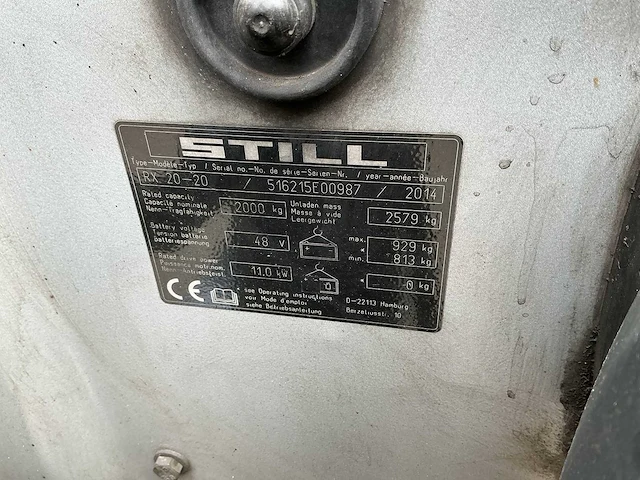 STILL
Type-Modèle-Typ / Serial no.-No. de série-Serien-Nr. / year-année-Baujahr
RX 20-20 / 516215E00987 / 2014
Rated capacity
Capacité nominale
Nenn-Tragfähigkeit
2000 kg
Unladen mass
Masse à vide
Leergewicht
2579 kg
Battery voltage
Tension batterie
Batteriespannung
48 V
max. 929 kg
min. 813 kg
Rated drive power
Puissance motr.nom.
Nenn-Antriebsleist.
11.0 kW
0 kg
CE
* see Operating instructions
vou Mode d'emploi
siehe Betriebsanleitung
D-22113 Hamburg
Berzeliusstr. 10